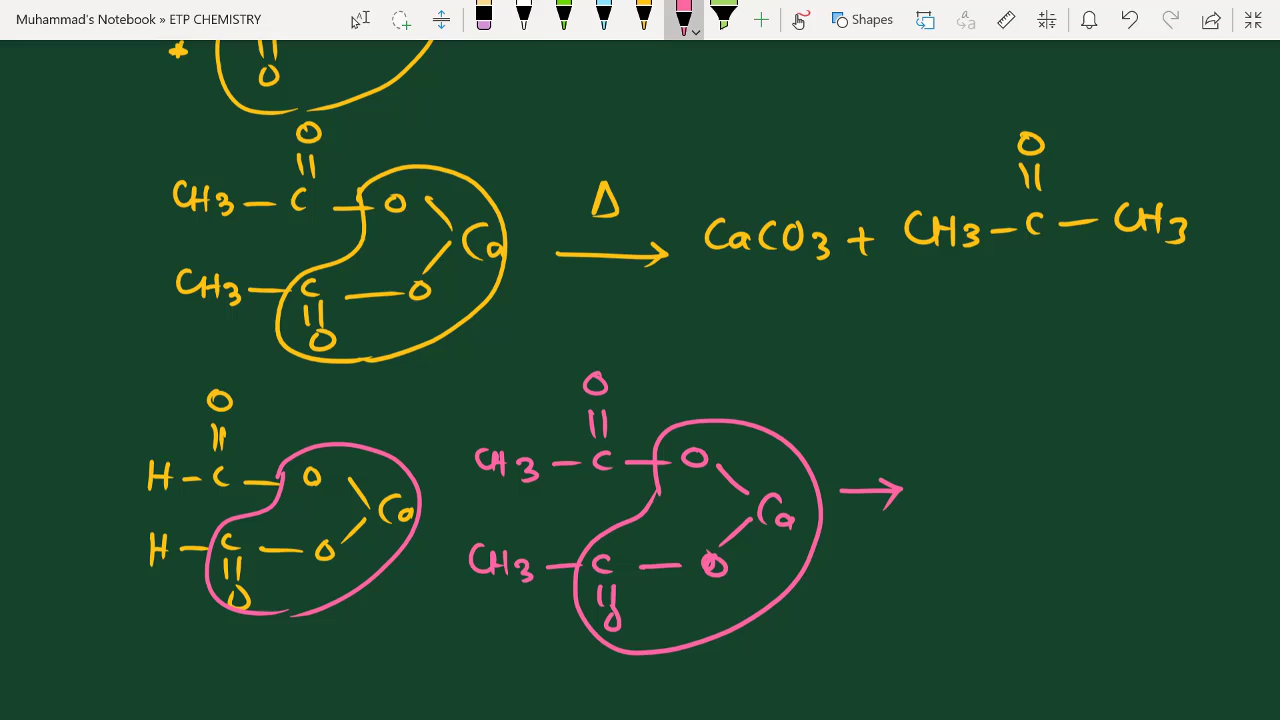 Muhammad's Notebook » ETP CHEMISTRY
Shapes
O
O
CH3 – C – O
Ca
CH3 – C – O
O
Δ
→
CaCO3 + CH3 – C – CH3
O
O
H – C – O
Ca
H – C – O
O
O
CH3 – C – O
Ca
CH3 – C – O
O
→